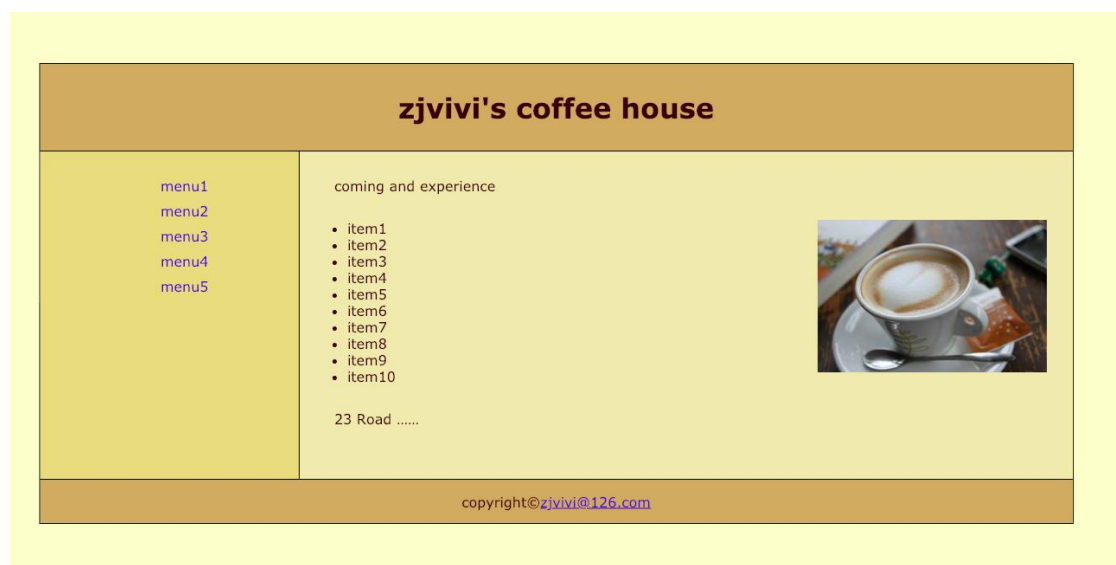 zjvivi's coffee house
menu1
menu2
menu3
menu4
menu5
coming and experience
item1
item2
item3
item4
item5
item6
item7
item8
item9
item10
23 Road ......
copyright©zjvivi@126.com